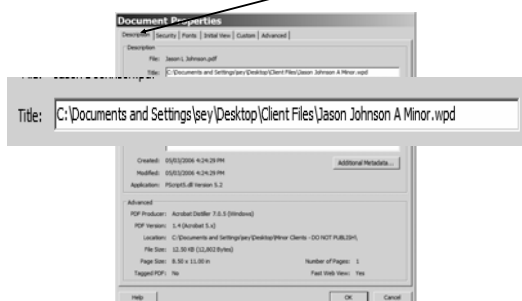 Document Properties
Description Security Fonts Initial View Custom Advanced
Description
File: Jason L Johnson.pdf
Title: C:\Documents and Settings\sey\Desktop\Client Files\Jason Johnson A Minor.wpd
Title: C:\Documents and Settings\sey\Desktop\Client Files\Jason Johnson A Minor.wpd
Created: 05/03/2006 4:24:29 PM
Additional Metadata...
Modified: 05/03/2006 4:24:29 PM
Application: PScript5.dll Version 5.2
Advanced
PDF Producer: Acrobat Distiller 7.0.5 (Windows)
PDF Version: 1.4 (Acrobat 5.x)
Location: C:\Documents and Settings\sey\Desktop\Minor Clients - DO NOT PUBLISH\
File Size: 12.50 KB (12,802 Bytes)
Page Size: 8.50 x 11.00 in Number of Pages: 1
Tagged PDF: No Fast Web View: Yes
Help OK Cancel